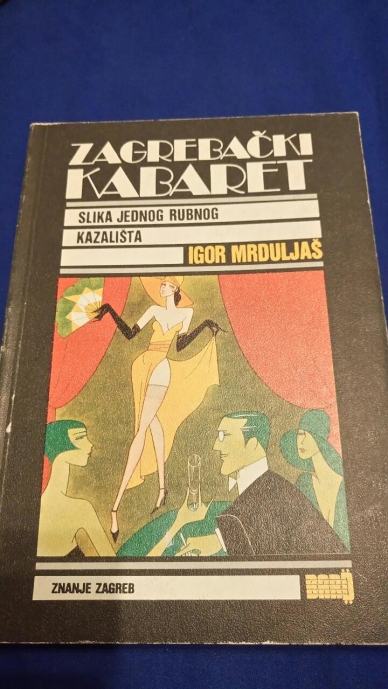 ZAGREBAČKI
KABARET
SLIKA JEDNOG RUBNOG
KAZALIŠTA
IGOR MRDULJAŠ
ZNANJE ZAGREB